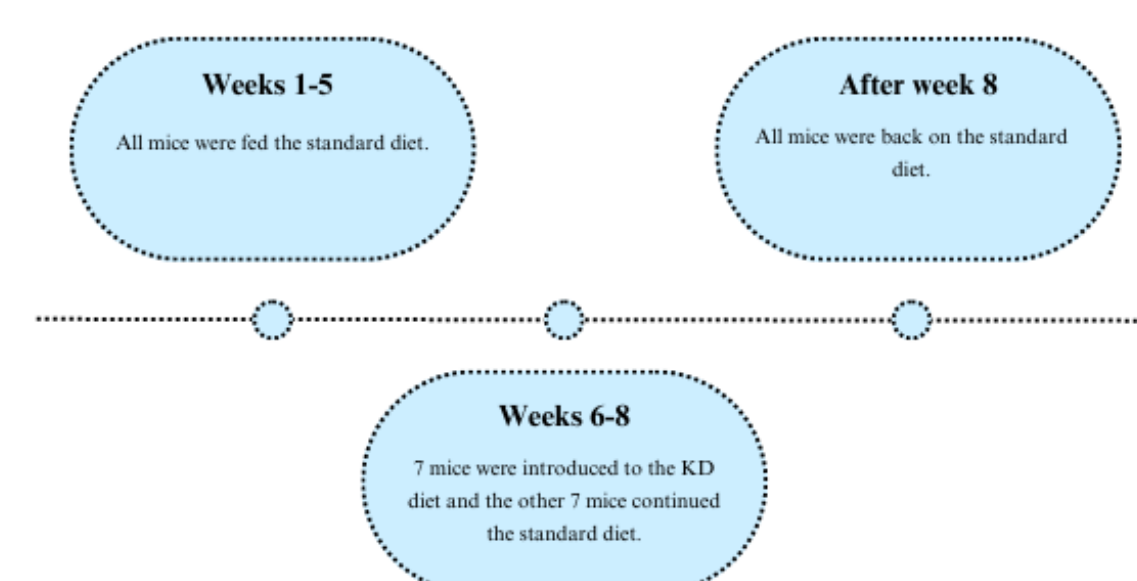 Weeks 1-5
All mice were fed the standard diet.
After week 8
All mice were back on the standard
diet.
Weeks 6-8
7 mice were introduced to the KD
diet and the other 7 mice continued
the standard diet.